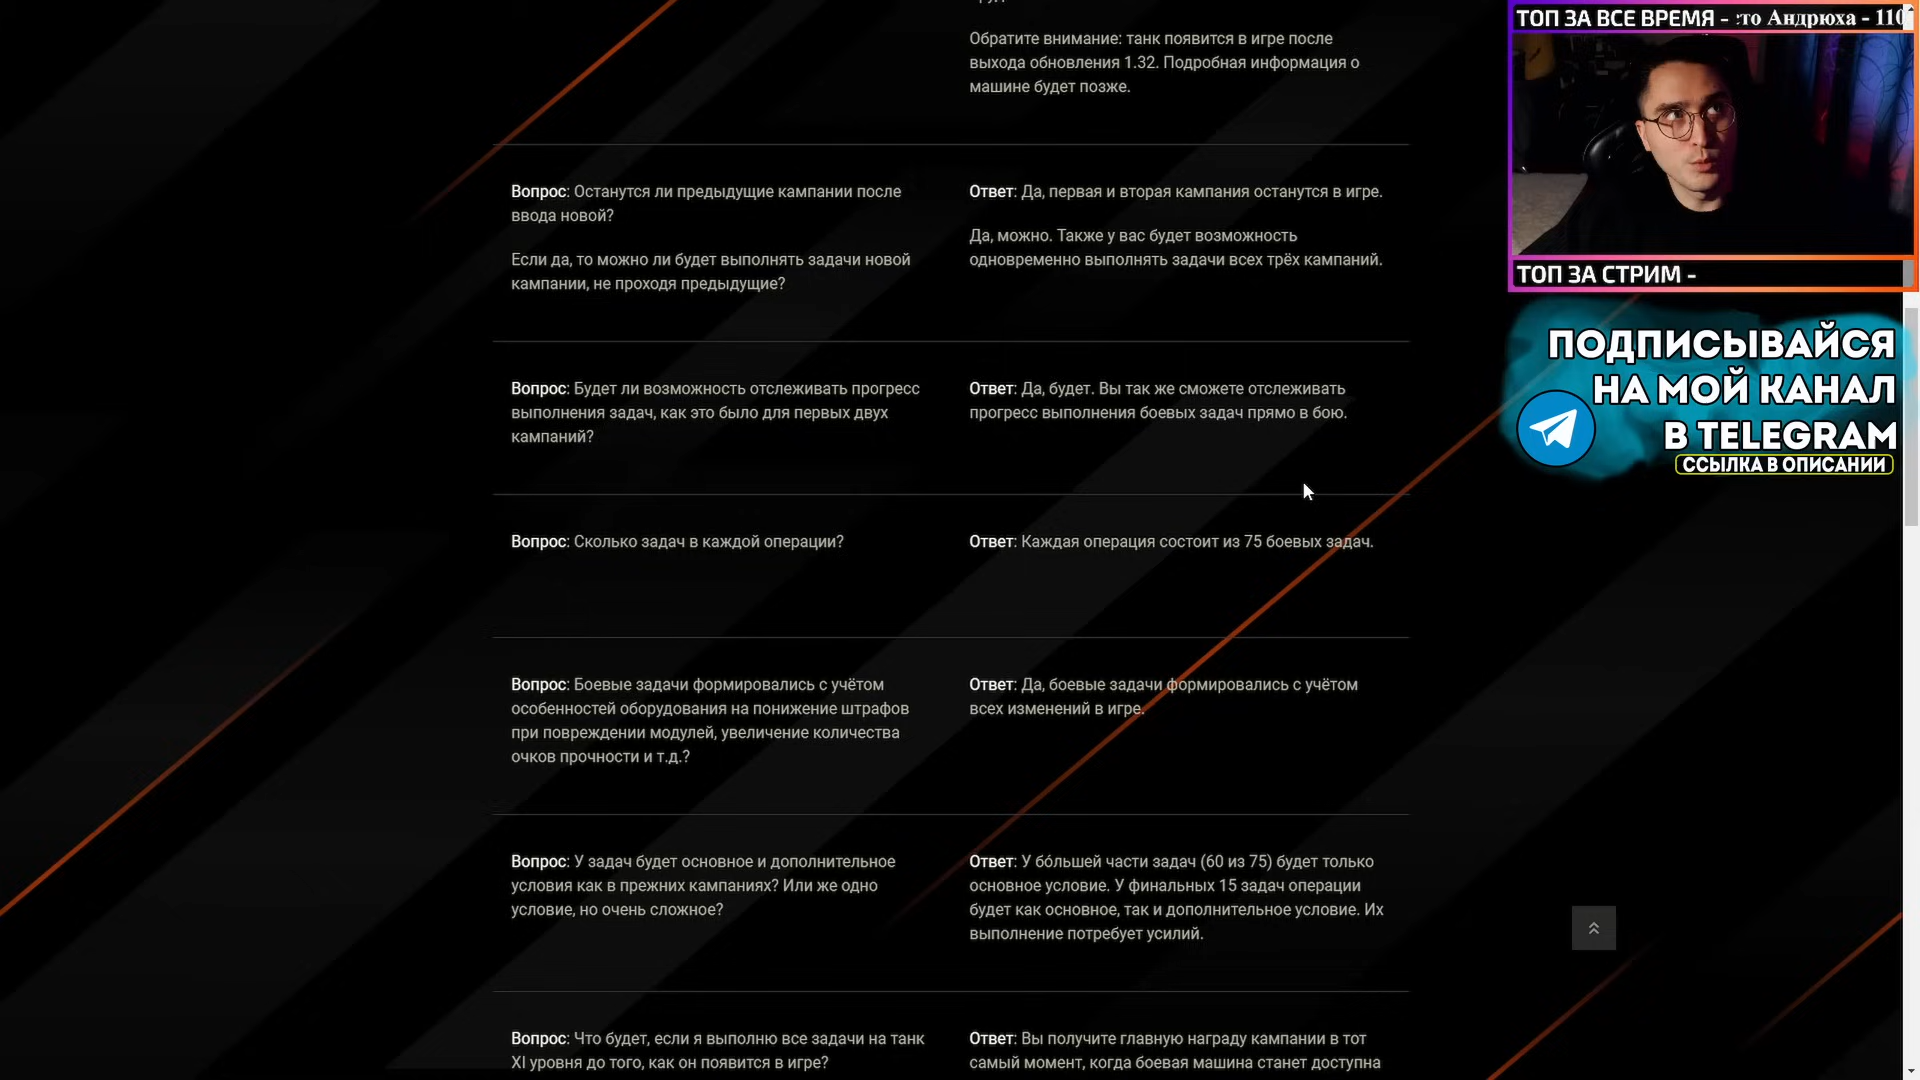 Обратите внимание: танк появится в игре после
выхода обновления 1.32. Подробная информация о
машине будет позже.
Вопрос: Останутся ли предыдущие кампании после
ввода новой?
Если да, то можно ли будет выполнять задачи новой
кампании, не проходя предыдущие?
Ответ: Да, первая и вторая кампания останутся в игре.
Да, можно. Также у вас будет возможность
одновременно выполнять задачи всех трёх кампаний.
Вопрос: Будет ли возможность отслеживать прогресс
выполнения задач, как это было для первых двух
кампаний?
Ответ: Да, будет. Вы так же сможете отслеживать
прогресс выполнения боевых задач прямо в бою.
Вопрос: Сколько задач в каждой операции?
Ответ: Каждая операция состоит из 75 боевых задач.
Вопрос: Боевые задачи формировались с учётом
особенностей оборудования на понижение штрафов
при повреждении модулей, увеличение количества
очков прочности и т.д.?
Ответ: Да, боевые задачи формировались с учётом
всех изменений в игре.
Вопрос: У задач будет основное и дополнительное
условия как в прежних кампаниях? Или же одно
условие, но очень сложное?
Ответ: У бо́льшей части задач (60 из 75) будет только
основное условие. У финальных 15 задач операции
будет как основное, так и дополнительное условие. Их
выполнение потребует усилий.
Вопрос: Что будет, если я выполню все задачи на танк
XI уровня до того, как он появится в игре?
Ответ: Вы получите главную награду кампании в тот
самый момент, когда боевая машина станет доступна
ТОП ЗА ВСЕ ВРЕМЯ - :то Андрюха - 110
ТОП ЗА СТРИМ -
ПОДПИСЫВАЙСЯ
НА МОЙ КАНАЛ
В TELEGRAM
ССЫЛКА В ОПИСАНИИ